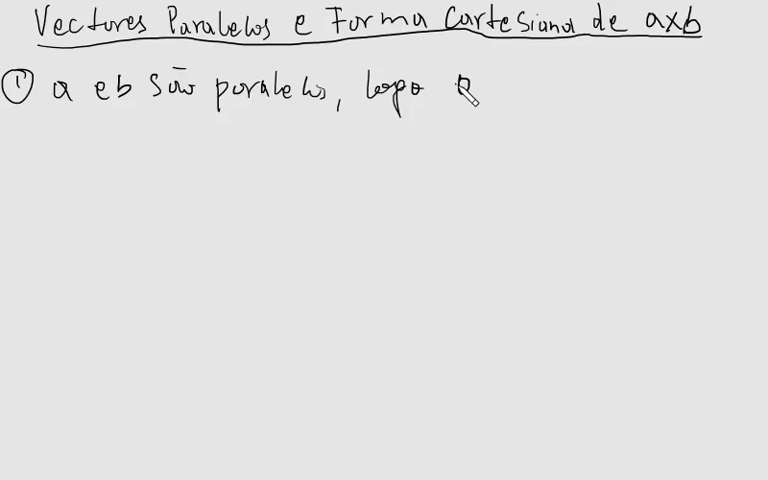 Vectores Paralelos e Forma Cartesiana de axb
① a e b são paralelos, logo